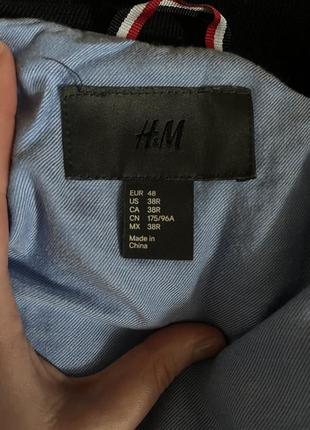 H&M
EUR 48
US 38R
CA 38R
CN 175/96A
MX 38R
Made in
China